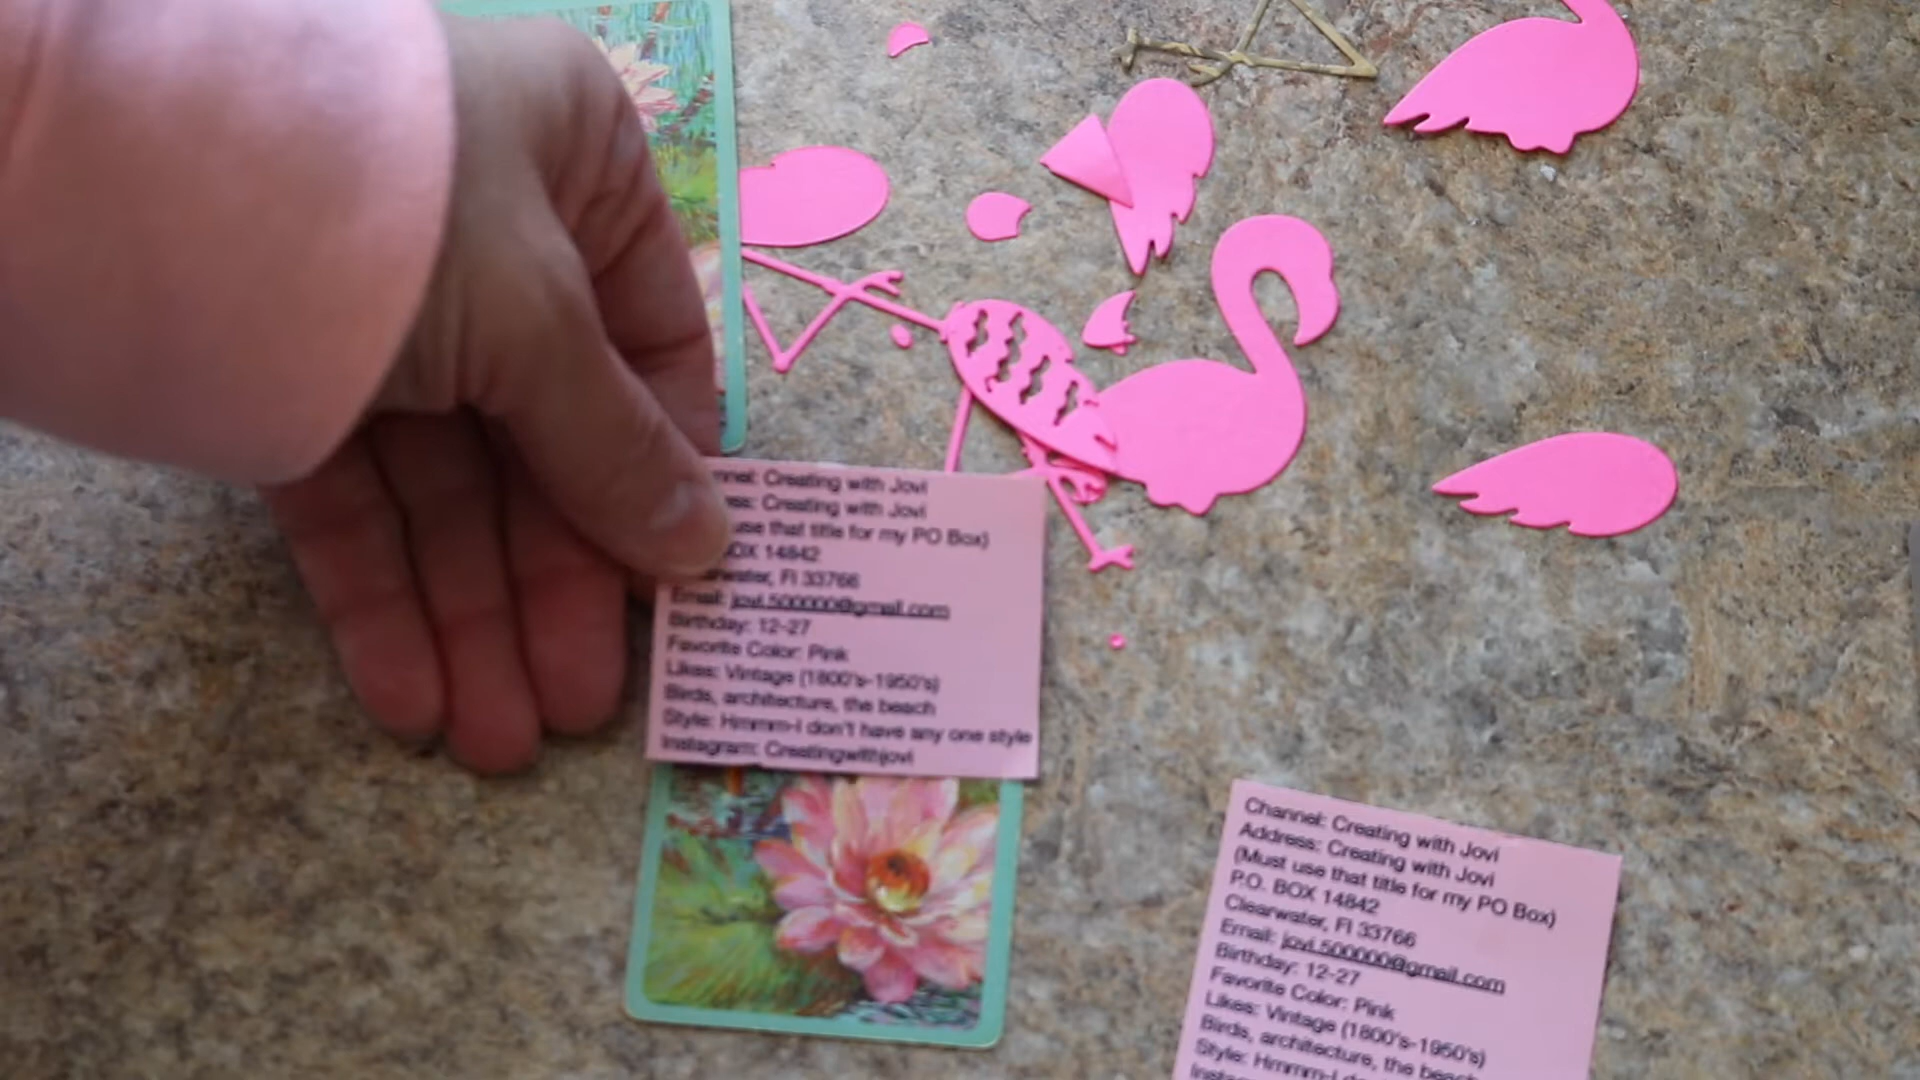 Creating with Jovi
Creating with Jovi
use that title for my PO Box)
BOX 14842
Fl 33766
Email: jovi.500000@gmail.com
Birthday: 12-27
Favorite Color: Pink
Likes: Vintage (1800's-1950's)
Birds, architecture, the beach
Style: Hmmm-I don't have any one style
Instagram: Creatingwithjovi
Channel: Creating with Jovi
Address: Creating with Jovi
(Must use that title for my PO Box)
P.O. BOX 14842
Clearwater, Fl 33766
Email: jovi.500000@gmail.com
Birthday: 12-27
Favorite Color: Pink
Likes: Vintage (1800's-1950's)
Birds, architecture, the beach
Style: Hmmm-I